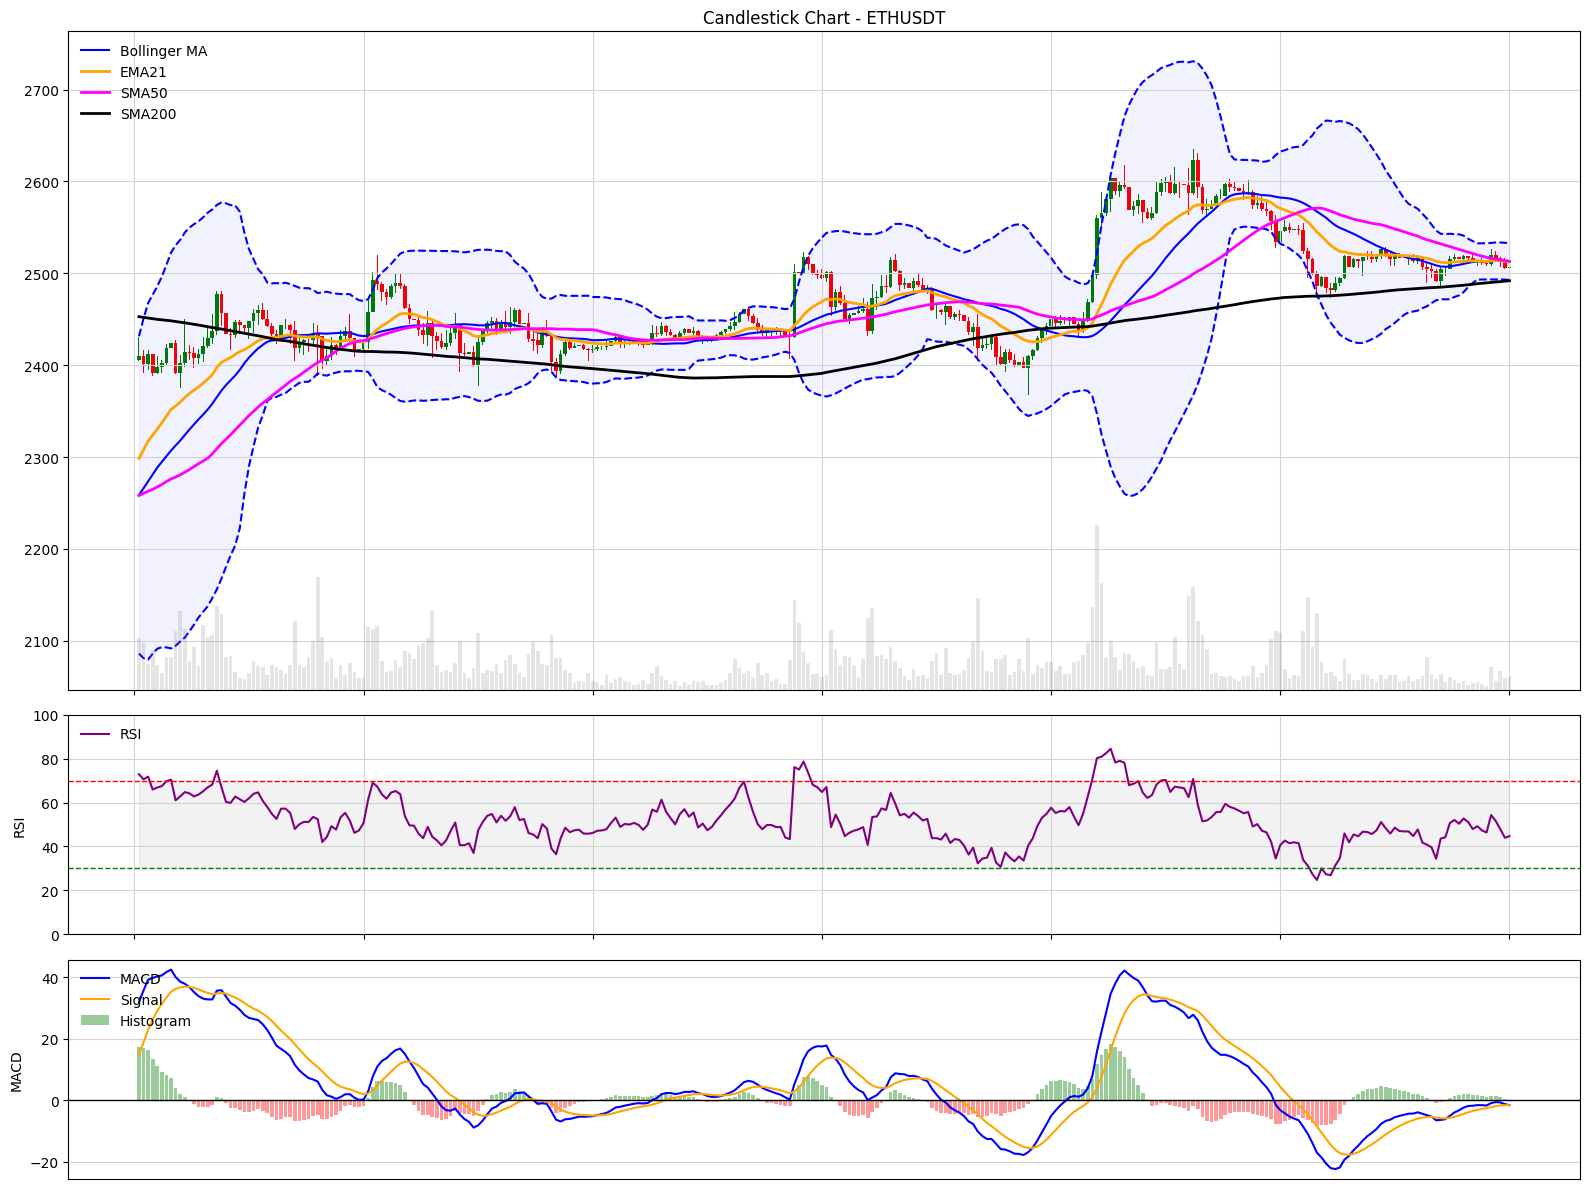 Candlestick Chart - ETHUSDT
Bollinger MA
EMA21
SMA50
SMA200
2700
2600
2500
2400
2300
2200
2100
RSI
100
80
60
40
20
0
RSI
MACD
Signal
Histogram
40
20
0
−20
MACD